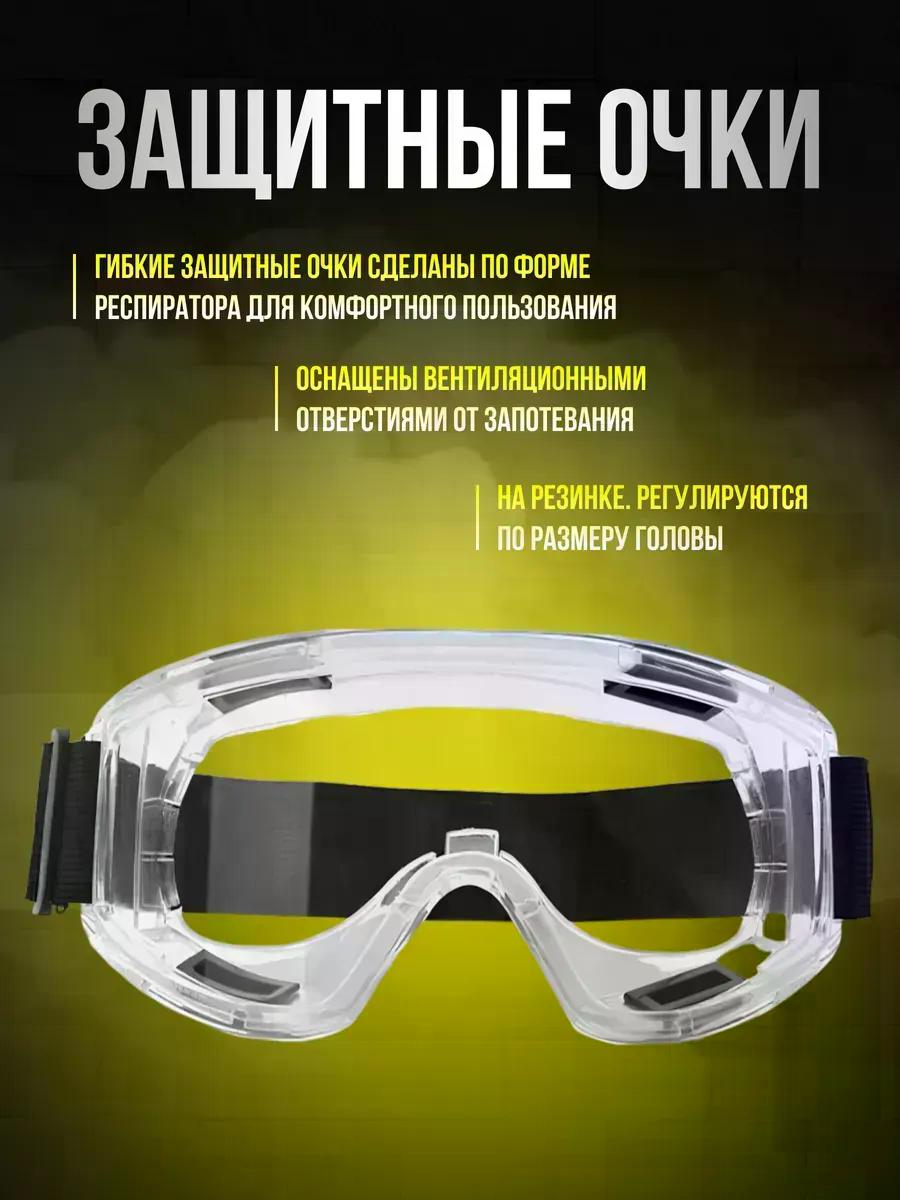 ЗАЩИТНЫЕ ОЧКИ
ГИБКИЕ ЗАЩИТНЫЕ ОЧКИ СДЕЛАНЫ ПО ФОРМЕ
РЕСПИРАТОРА ДЛЯ КОМФОРТНОГО ПОЛЬЗОВАНИЯ
ОСНАЩЕНЫ ВЕНТИЛЯЦИОННЫМИ
ОТВЕРСТИЯМИ ОТ ЗАПОТЕВАНИЯ
НА РЕЗИНКЕ. РЕГУЛИРУЮТСЯ
ПО РАЗМЕРУ ГОЛОВЫ